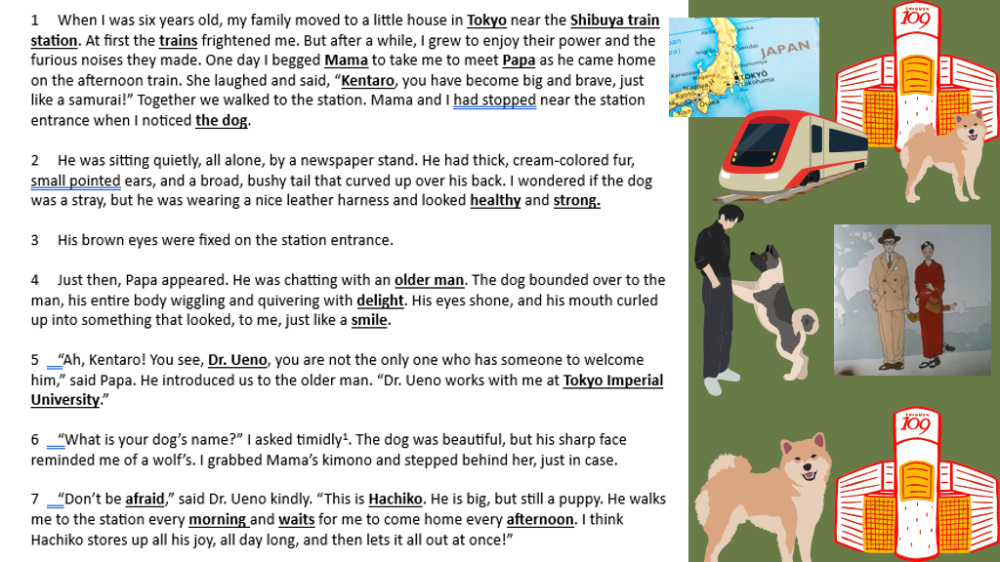 1 When I was six years old, my family moved to a little house in Tokyo near the Shibuya train
station. At first the trains frightened me. But after a while, I grew to enjoy their power and the
furious noises they made. One day I begged Mama to take me to meet Papa as he came home
on the afternoon train. She laughed and said, “Kentaro, you have become big and brave, just
like a samurai!” Together we walked to the station. Mama and I had stopped near the station
entrance when I noticed the dog.
2 He was sitting quietly, all alone, by a newspaper stand. He had thick, cream-colored fur,
small pointed ears, and a broad, bushy tail that curved up over his back. I wondered if the dog
was a stray, but he was wearing a nice leather harness and looked healthy and strong.
3 His brown eyes were fixed on the station entrance.
4 Just then, Papa appeared. He was chatting with an older man. The dog bounded over to the
man, his entire body wiggling and quivering with delight. His eyes shone, and his mouth curled
up into something that looked, to me, just like a smile.
5 “Ah, Kentaro! You see, Dr. Ueno, you are not the only one who has someone to welcome
him,” said Papa. He introduced us to the older man. “Dr. Ueno works with me at Tokyo Imperial
University.”
6 “What is your dog’s name?” I asked timidly¹. The dog was beautiful, but his sharp face
reminded me of a wolf’s. I grabbed Mama’s kimono and stepped behind her, just in case.
7 “Don’t be afraid,” said Dr. Ueno kindly. “This is Hachiko. He is big, but still a puppy. He walks
me to the station every morning and waits for me to come home every afternoon. I think
Hachiko stores up all his joy, all day long, and then lets it all out at once!”
JAPAN
Sendai
TOKYO
Yokohama
Nagoya
Kyoto
Osaka
SHIBUYA
109
SHIBUYA
109